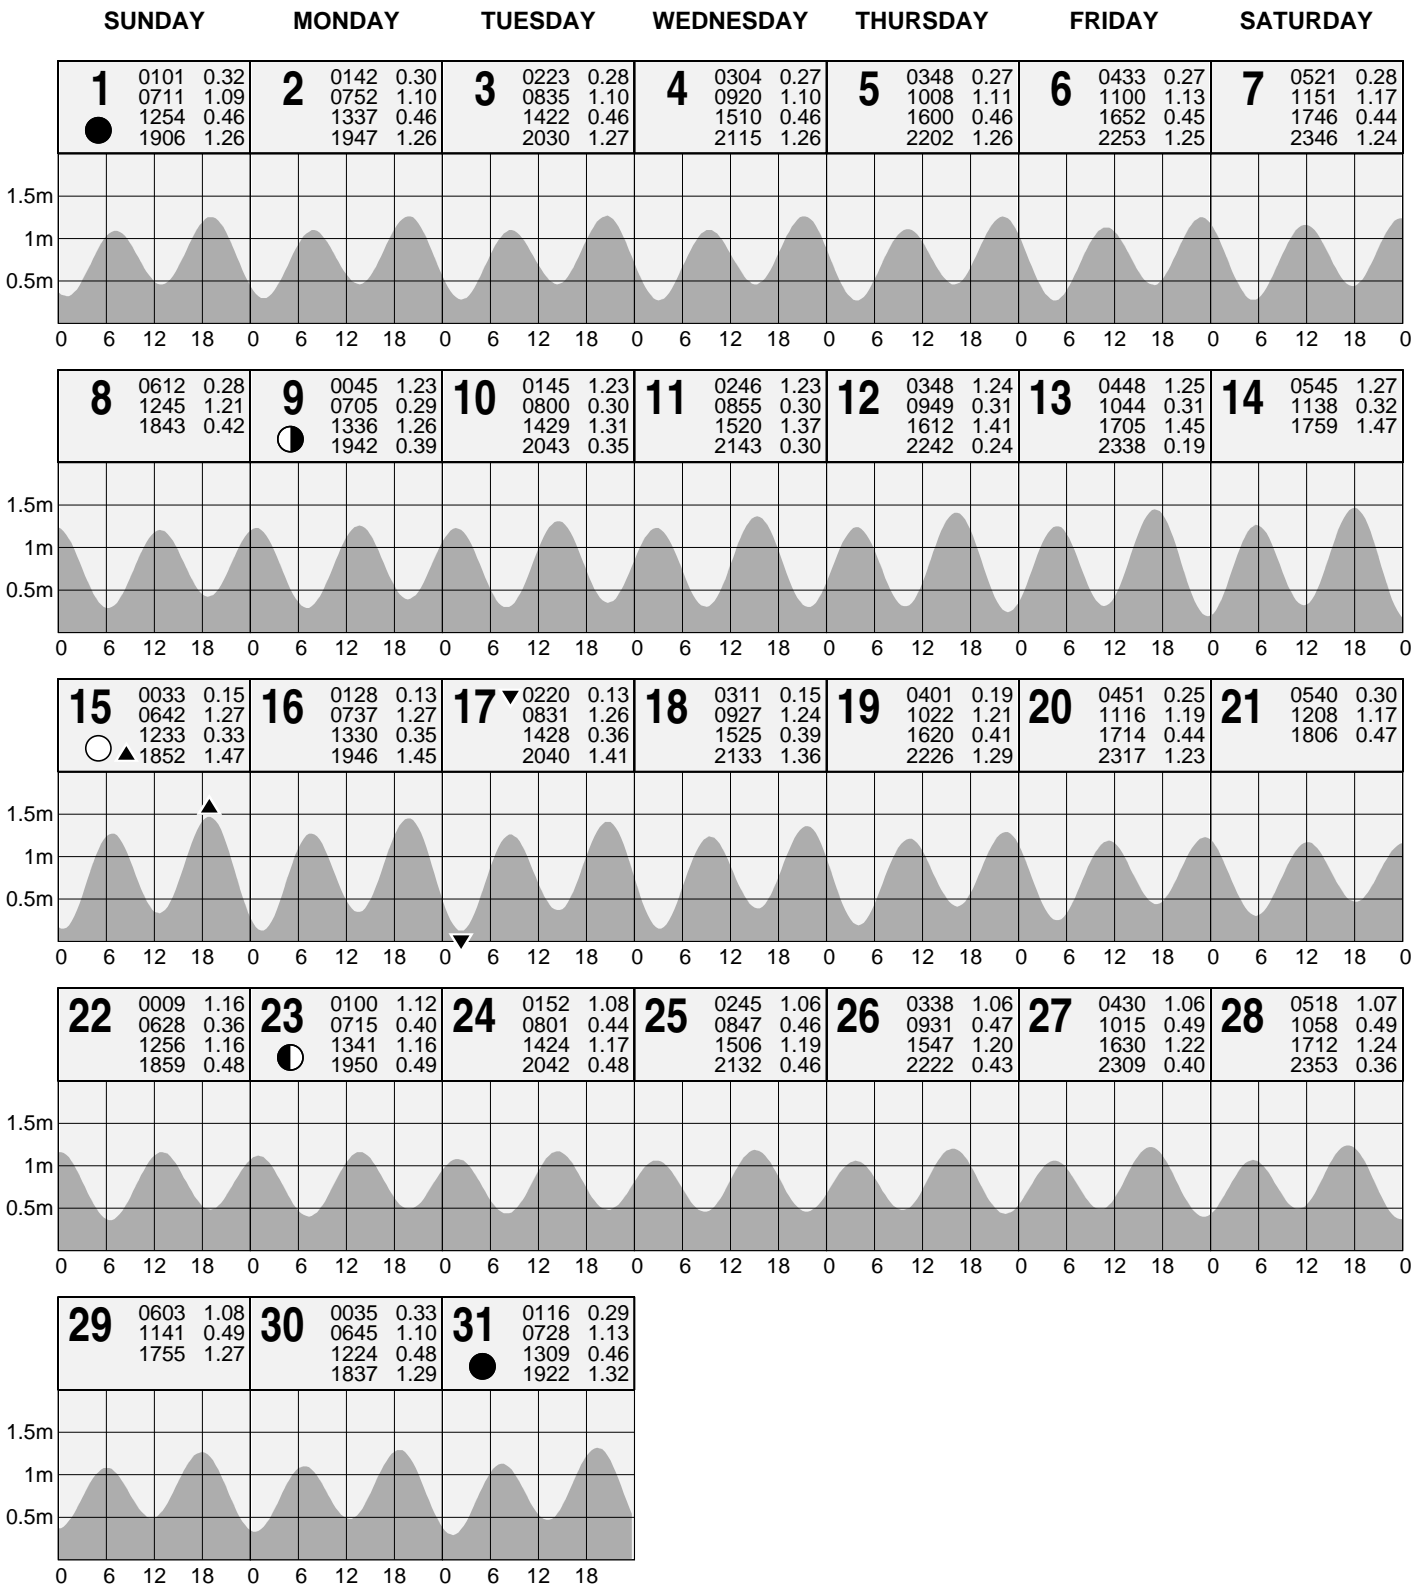 SUNDAY MONDAY TUESDAY WEDNESDAY THURSDAY FRIDAY SATURDAY
1 0101 0.32 2 0142 0.30 3 0223 0.28 4 0304 0.27 5 0348 0.27 6 0433 0.27 7 0521 0.28
0711 1.09 0752 1.10 0835 1.10 0920 1.10 1008 1.11 1100 1.13 1151 1.17
1254 0.46 1337 0.46 1422 0.46 1510 0.46 1600 0.46 1652 0.45 1746 0.44
1906 1.26 1947 1.26 2030 1.27 2115 1.26 2202 1.26 2253 1.25 2346 1.24
1.5m
1m
0.5m
0 6 12 18 0 6 12 18 0 6 12 18 0 6 12 18 0 6 12 18 0 6 12 18 0 6 12 18 0
8 0612 0.28 9 0045 1.23 10 0145 1.23 11 0246 1.23 12 0348 1.24 13 0448 1.25 14 0545 1.27
1245 1.21 0705 0.29 0800 0.30 0855 0.30 0949 0.31 1044 0.31 1138 0.32
1843 0.42 1336 1.26 1429 1.31 1520 1.37 1612 1.41 1705 1.45 1759 1.47
1942 0.39 2043 0.35 2143 0.30 2242 0.24 2338 0.19
1.5m
1m
0.5m
0 6 12 18 0 6 12 18 0 6 12 18 0 6 12 18 0 6 12 18 0 6 12 18 0 6 12 18 0
15 0033 0.15 16 0128 0.13 17 0220 0.13 18 0311 0.15 19 0401 0.19 20 0451 0.25 21 0540 0.30
0642 1.27 0737 1.27 0831 1.26 0927 1.24 1022 1.21 1116 1.19 1208 1.17
1233 0.33 1330 0.35 1428 0.36 1525 0.39 1620 0.41 1714 0.44 1806 0.47
1852 1.47 1946 1.45 2040 1.41 2133 1.36 2226 1.29 2317 1.23
1.5m
1m
0.5m
0 6 12 18 0 6 12 18 0 6 12 18 0 6 12 18 0 6 12 18 0 6 12 18 0 6 12 18 0
22 0009 1.16 23 0100 1.12 24 0152 1.08 25 0245 1.06 26 0338 1.06 27 0430 1.06 28 0518 1.07
0628 0.36 0715 0.40 0801 0.44 0847 0.46 0931 0.47 1015 0.49 1058 0.49
1256 1.16 1341 1.16 1424 1.17 1506 1.19 1547 1.20 1630 1.22 1712 1.24
1859 0.48 1950 0.49 2042 0.48 2132 0.46 2222 0.43 2309 0.40 2353 0.36
1.5m
1m
0.5m
0 6 12 18 0 6 12 18 0 6 12 18 0 6 12 18 0 6 12 18 0 6 12 18 0 6 12 18 0
29 0603 1.08 30 0035 0.33 31 0116 0.29
1141 0.49 0645 1.10 0728 1.13
1755 1.27 1224 0.48 1309 0.46
1837 1.29 1922 1.32
1.5m
1m
0.5m
0 6 12 18 0 6 12 18 0 6 12 18